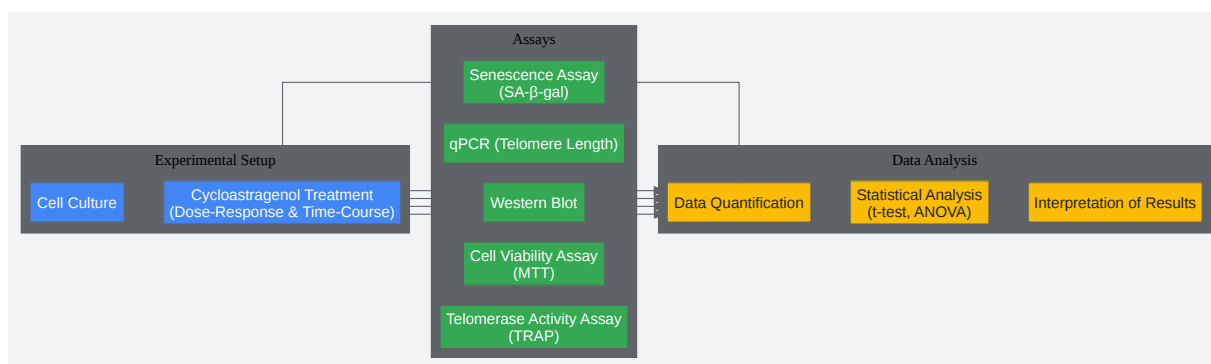 Experimental Setup
Cell Culture
Cycloastragenol Treatment
(Dose-Response & Time-Course)
Assays
Senescence Assay
(SA-β-gal)
qPCR (Telomere Length)
Western Blot
Cell Viability Assay
(MTT)
Telomerase Activity Assay
(TRAP)
Data Analysis
Data Quantification
Statistical Analysis
(t-test, ANOVA)
Interpretation of Results